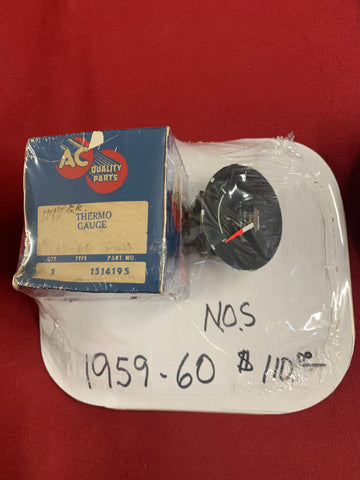 AC
QUALITY
PARTS
THERMO
GAUGE
QTY TYPE PART NO
1 1514195
N.O.S
1959-60 $110.00